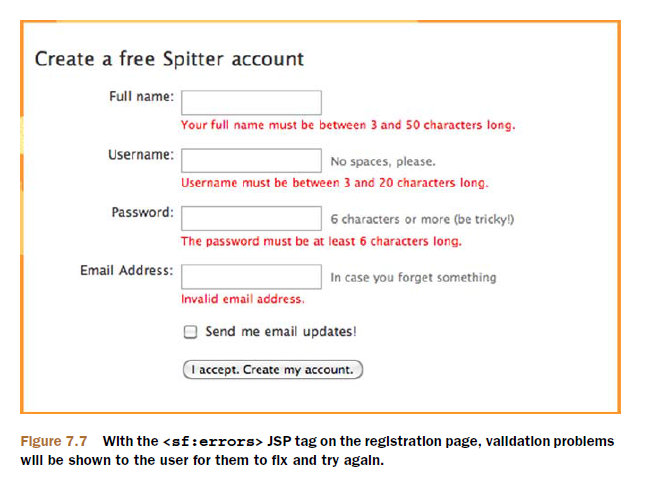 Create a free Spitter account
Full name:
Your full name must be between 3 and 50 characters long.
Username:
No spaces, please.
Username must be between 3 and 20 characters long.
Password:
6 characters or more (be tricky!)
The password must be at least 6 characters long.
Email Address:
In case you forget something
Invalid email address.
Send me email updates!
I accept. Create my account.
Figure 7.7 With the <sf:errors> JSP tag on the registration page, validation problems
will be shown to the user for them to fix and try again.